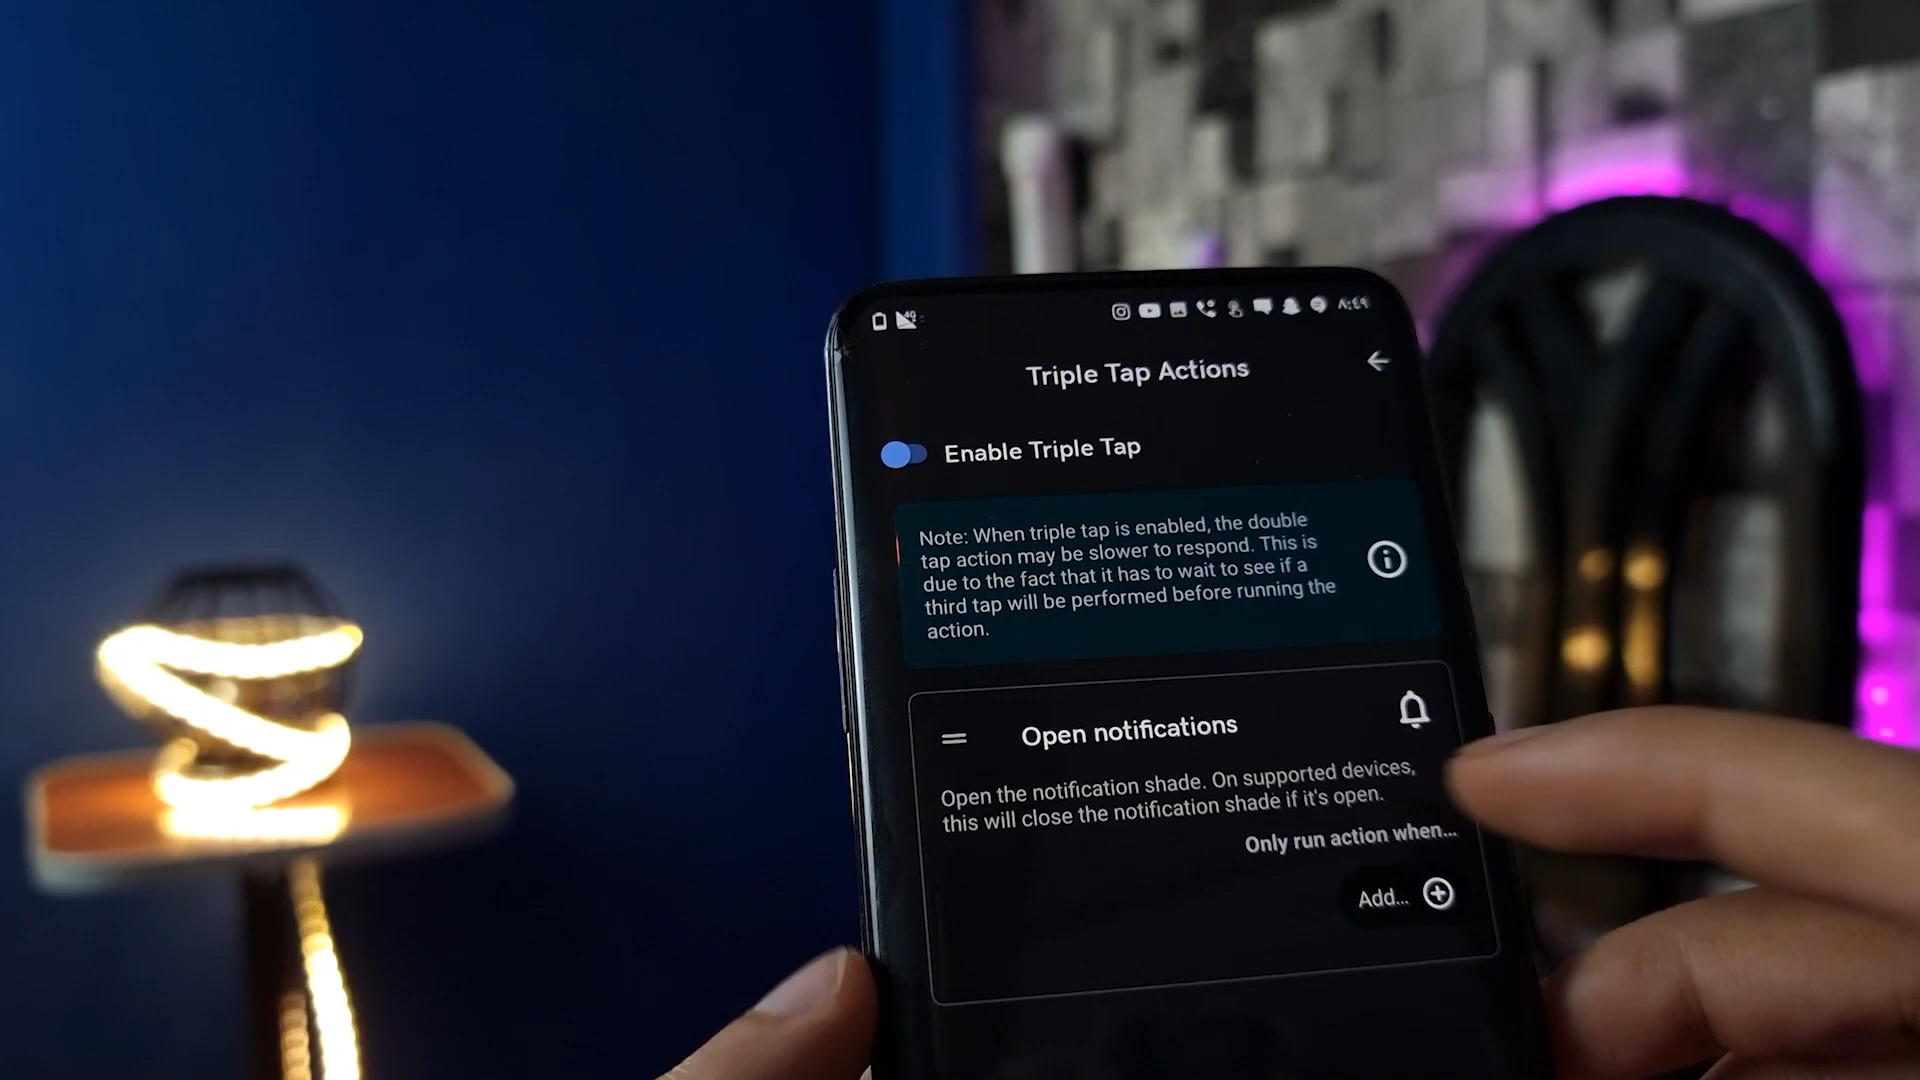 ٨:٤٩
4G
Triple Tap Actions
Enable Triple Tap
Note: When triple tap is enabled, the double
tap action may be slower to respond. This is
due to the fact that it has to wait to see if a
third tap will be performed before running the
action.
Open notifications
Open the notification shade. On supported devices,
this will close the notification shade if it's open.
Only run action when...
Add...